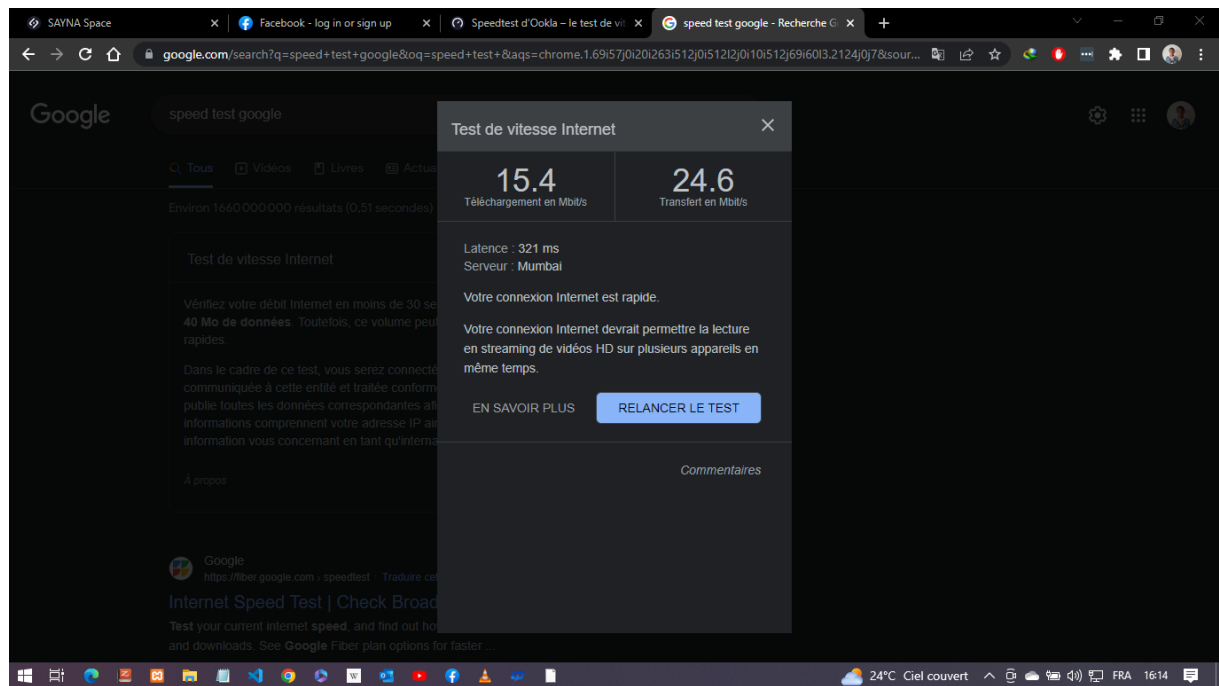 SAYNA Space
Facebook - log in or sign up
Speedtest d'Ookla – le test de vit
speed test google - Recherche G
google.com/search?q=speed+test+google&oq=speed+test+&aqs=chrome.1.69i57j0i20i263i512j0i512l2j0i10i512j69i60l3.2124j0j7&sour...
Google
speed test google
Tous Vidéos Livres Actua
Environ 1 660 000 000 résultats (0,51 secondes)
Test de vitesse Internet
Vérifiez votre débit Internet en moins de 30 se
40 Mo de données. Toutefois, ce volume peut
rapides.
Dans le cadre de ce test, vous serez connecté
communiquée à cette entité et traitée conform
publie toutes les données correspondantes afi
informations comprennent votre adresse IP ai
information vous concernant en tant qu'interna
À propos
Google
https://fiber.google.com › speedtest · Traduire cet
Internet Speed Test | Check Broad
Test your current internet speed, and find out ho
and downloads. See Google Fiber plan options for faster ...
Test de vitesse Internet
15.4
Téléchargement en Mbit/s
24.6
Transfert en Mbit/s
Latence : 321 ms
Serveur : Mumbai
Votre connexion Internet est rapide.
Votre connexion Internet devrait permettre la lecture
en streaming de vidéos HD sur plusieurs appareils en
même temps.
EN SAVOIR PLUS
RELANCER LE TEST
Commentaires
24°C Ciel couvert FRA 16:14